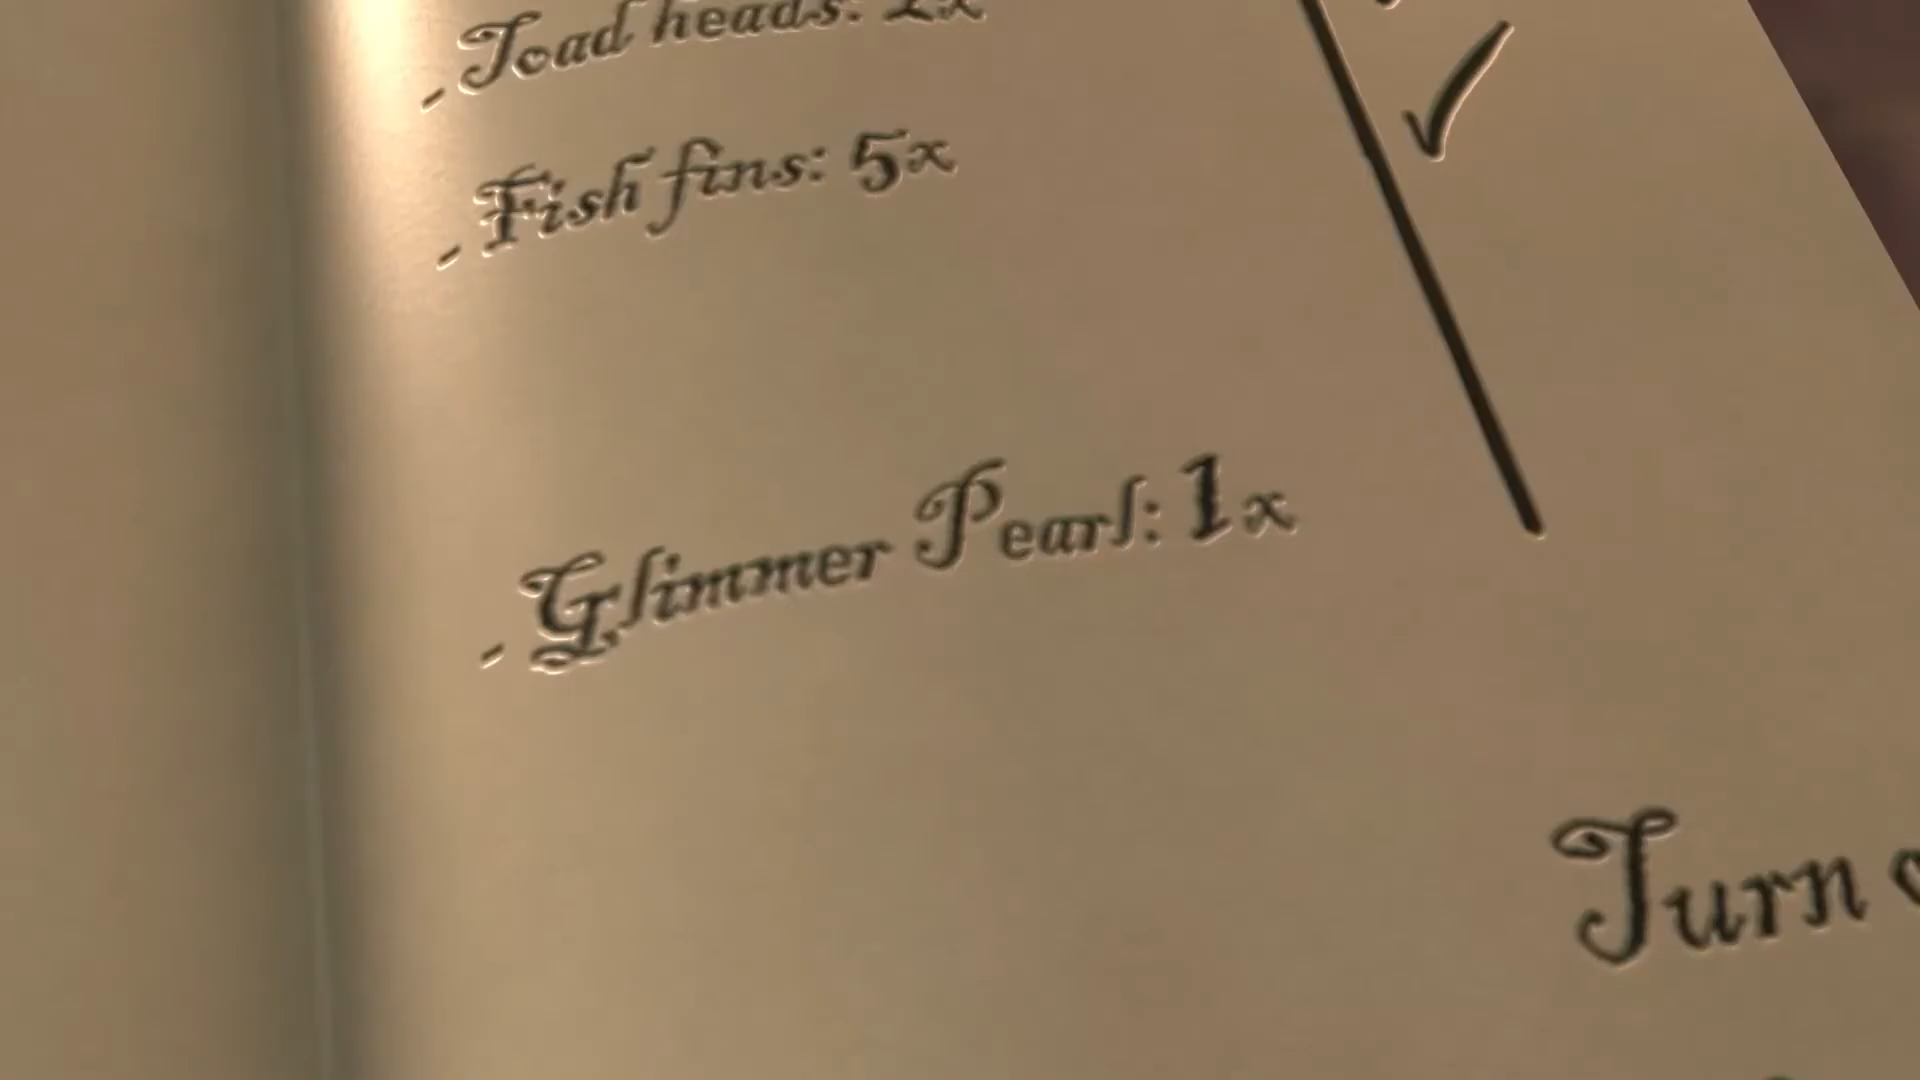 - Toad heads: 2x
- Fish fins: 5x
- Glimmer Pearl: 1x
Turn